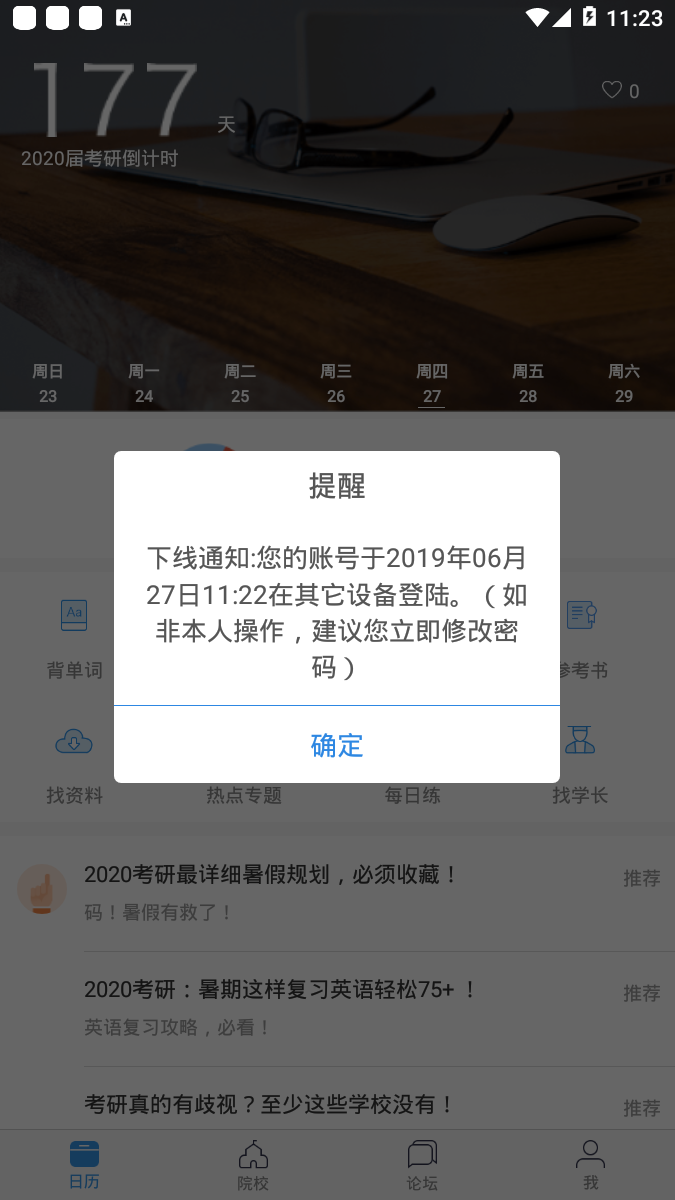 11:23
177
天
0
2020届考研倒计时
周日 周一 周二 周三 周四 周五 周六
23 24 25 26 27 28 29
提醒
下线通知:您的账号于2019年06月
27日11:22在其它设备登陆。（如
非本人操作，建议您立即修改密
码）
确定
Aa
背单词
参考书
找资料 热点专题 每日练 找学长
2020考研最详细暑假规划，必须收藏！
推荐
码！暑假有救了！
2020考研：暑期这样复习英语轻松75+ ！
推荐
英语复习攻略，必看！
考研真的有歧视？至少这些学校没有！
推荐
日历 院校 论坛 我